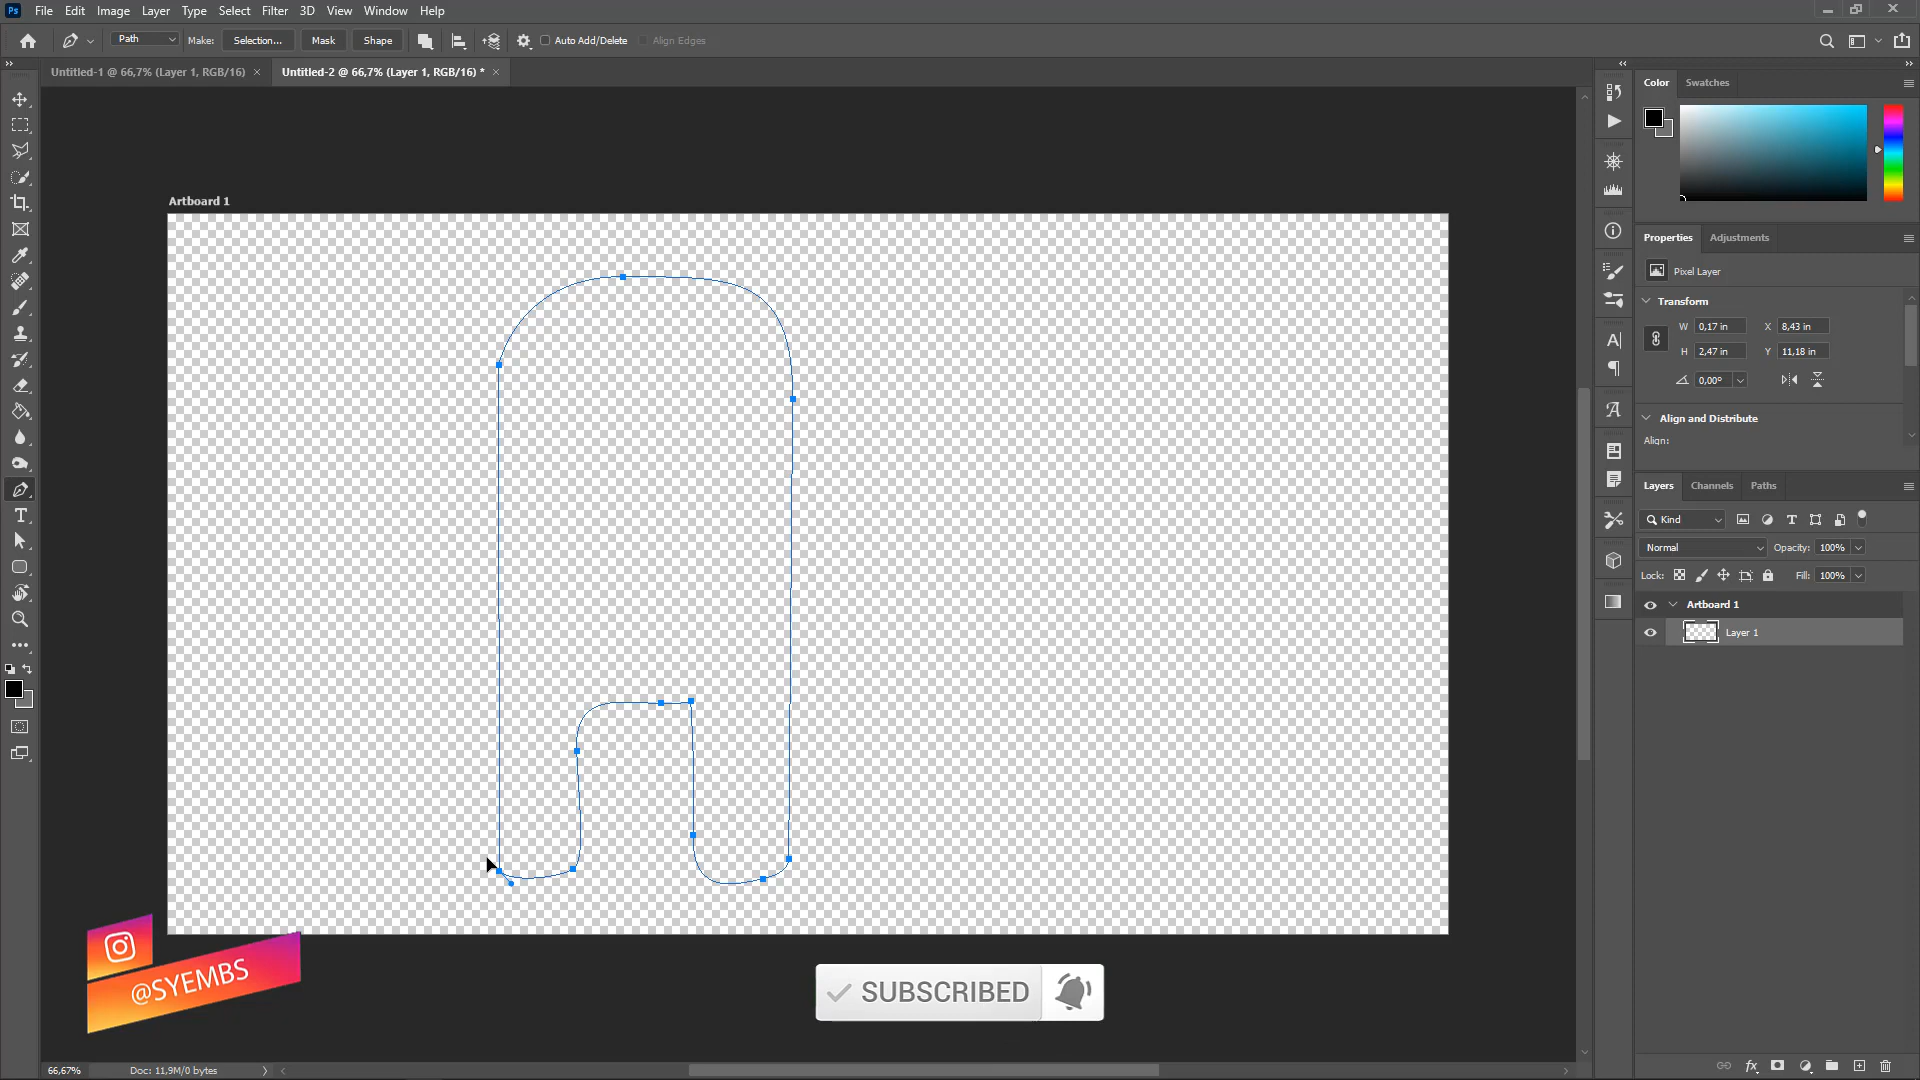 Ps File Edit Image Layer Type Select Filter 3D View Window Help
Path Make: Selection... Mask Shape Auto Add/Delete Align Edges
Untitled-1 @ 66,7% (Layer 1, RGB/16) × Untitled-2 @ 66,7% (Layer 1, RGB/16) * ×
Color Swatches
Artboard 1
Properties Adjustments
Pixel Layer
Transform
W 0,17 in X 8,43 in
H 2,47 in Y 11,18 in
0,00°
Align and Distribute
Align:
Layers Channels Paths
Kind
Normal Opacity: 100%
Lock: Fill: 100%
Artboard 1
Layer 1
@SYEMBS
SUBSCRIBED
66,67% Doc: 11,9M/0 bytes
fx